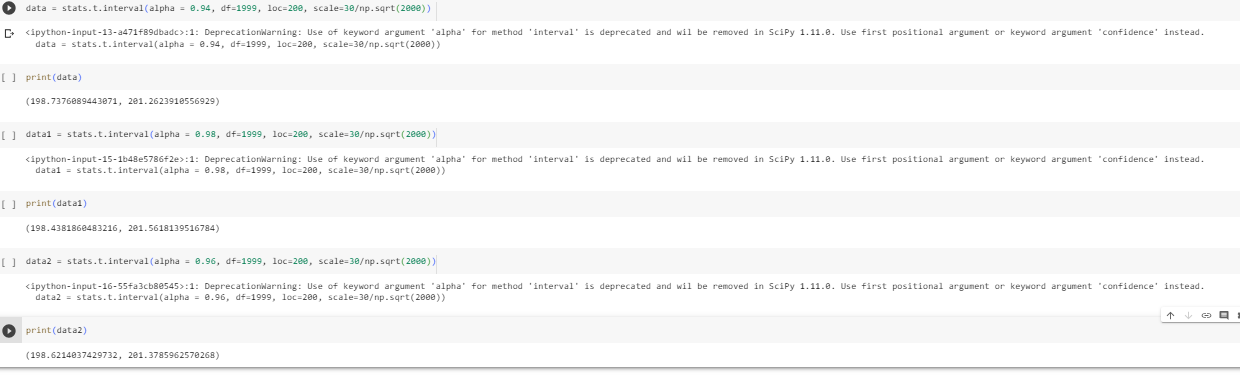 data = stats.t.interval(alpha = 0.94, df=1999, loc=200, scale=30/np.sqrt(2000))
<ipython-input-13-a471f89dbadc>:1: DeprecationWarning: Use of keyword argument 'alpha' for method 'interval' is deprecated and wil be removed in SciPy 1.11.0. Use first positional argument or keyword argument 'confidence' instead.
data = stats.t.interval(alpha = 0.94, df=1999, loc=200, scale=30/np.sqrt(2000))
[ ] print(data)
(198.7376089443071, 201.2623910556929)
[ ] data1 = stats.t.interval(alpha = 0.98, df=1999, loc=200, scale=30/np.sqrt(2000))
<ipython-input-15-1b48e5786f2e>:1: DeprecationWarning: Use of keyword argument 'alpha' for method 'interval' is deprecated and wil be removed in SciPy 1.11.0. Use first positional argument or keyword argument 'confidence' instead.
data1 = stats.t.interval(alpha = 0.98, df=1999, loc=200, scale=30/np.sqrt(2000))
[ ] print(data1)
(198.4381860483216, 201.5618139516784)
[ ] data2 = stats.t.interval(alpha = 0.96, df=1999, loc=200, scale=30/np.sqrt(2000))
<ipython-input-16-55fa3cb80545>:1: DeprecationWarning: Use of keyword argument 'alpha' for method 'interval' is deprecated and wil be removed in SciPy 1.11.0. Use first positional argument or keyword argument 'confidence' instead.
data2 = stats.t.interval(alpha = 0.96, df=1999, loc=200, scale=30/np.sqrt(2000))
print(data2)
(198.6214037429732, 201.3785962570268)